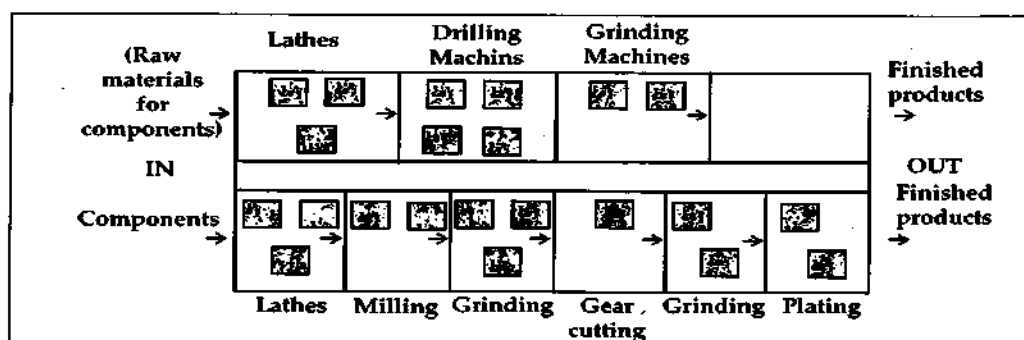 Lathes
Drilling
Machins
Grinding
Machines
(Raw
materials
for
components)
Finished
products
IN
OUT
Components
Finished
products
Lathes
Milling
Grinding
Gear
cutting
Grinding
Plating